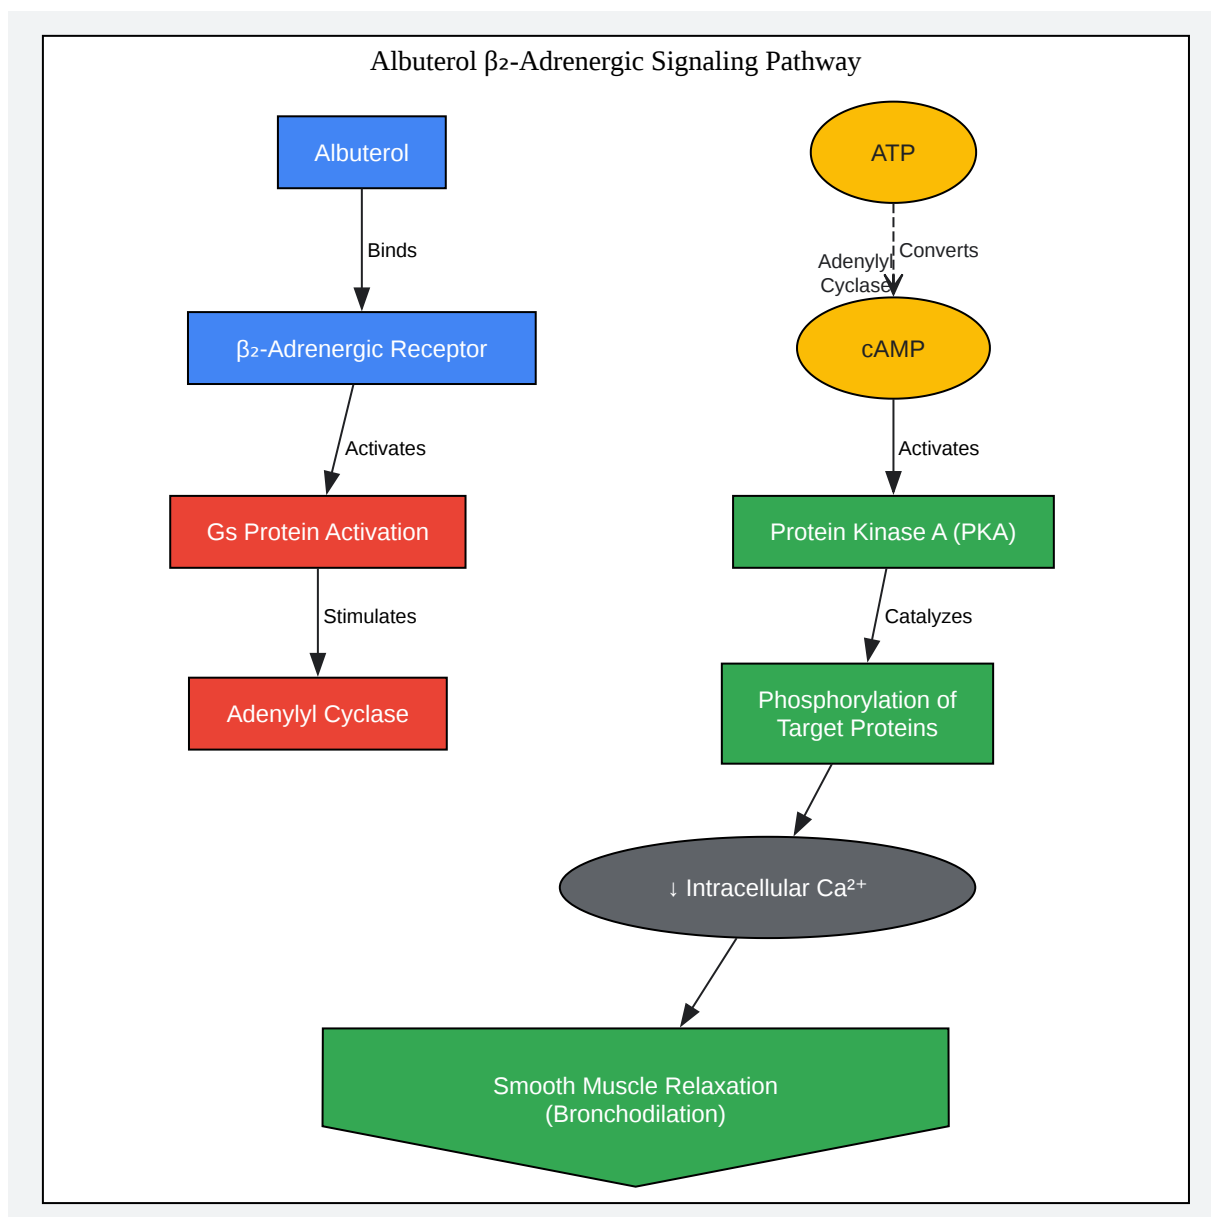 Albuterol β₂-Adrenergic Signaling Pathway
Albuterol
Binds
β₂-Adrenergic Receptor
Activates
Gs Protein Activation
Stimulates
Adenylyl Cyclase
ATP
Converts
Adenylyl
Cyclase
cAMP
Activates
Protein Kinase A (PKA)
Catalyzes
Phosphorylation of
Target Proteins
↓ Intracellular Ca²⁺
Smooth Muscle Relaxation
(Bronchodilation)